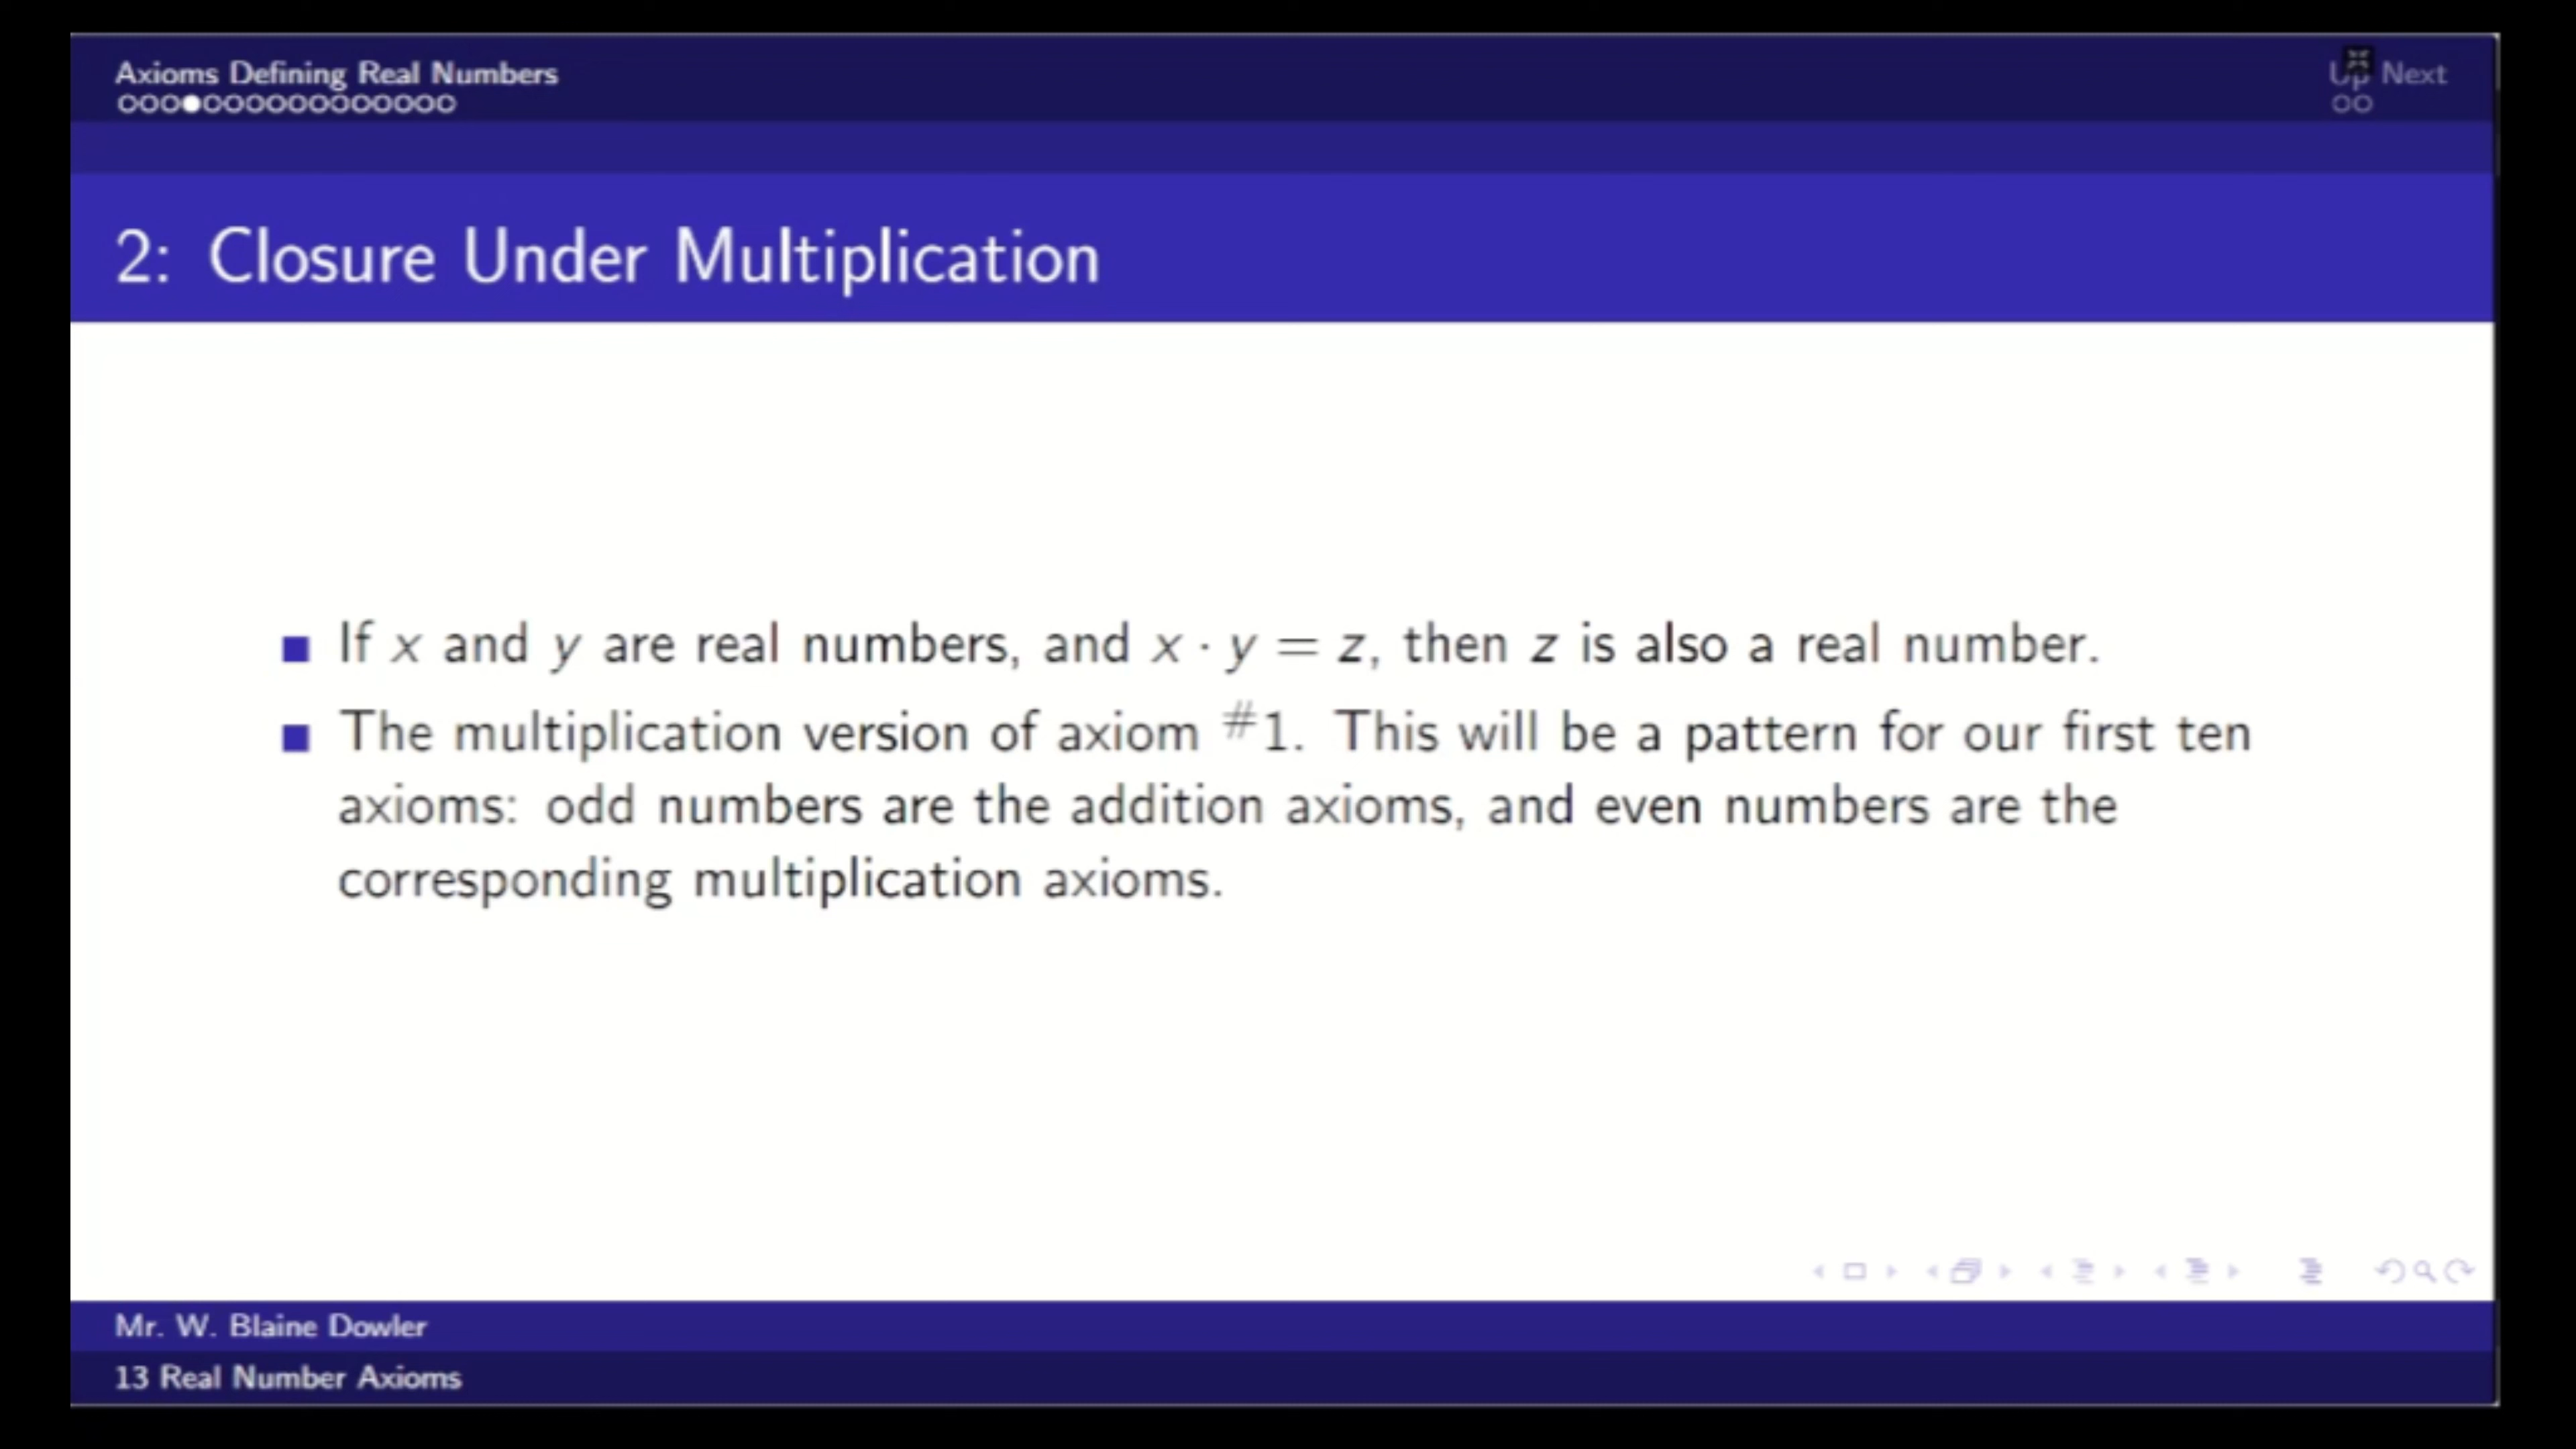 Axioms Defining Real Numbers
Up Next
2: Closure Under Multiplication
If x and y are real numbers, and x · y = z, then z is also a real number.
The multiplication version of axiom #1. This will be a pattern for our first ten
axioms: odd numbers are the addition axioms, and even numbers are the
corresponding multiplication axioms.
Mr. W. Blaine Dowler
13 Real Number Axioms